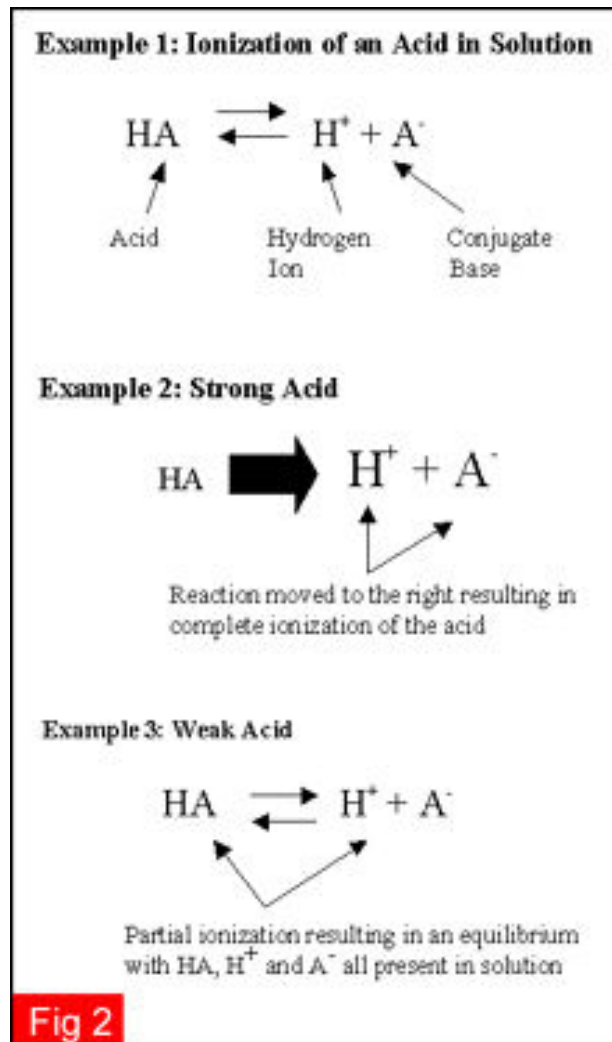 Example 1: Ionization of an Acid in Solution
HA H⁺ + A⁻
Acid Hydrogen Ion Conjugate Base
Example 2: Strong Acid
HA H⁺ + A⁻
Reaction moved to the right resulting in
complete ionization of the acid
Example 3: Weak Acid
HA H⁺ + A⁻
Partial ionization resulting in an equilibrium
with HA, H⁺ and A⁻ all present in solution
Fig 2